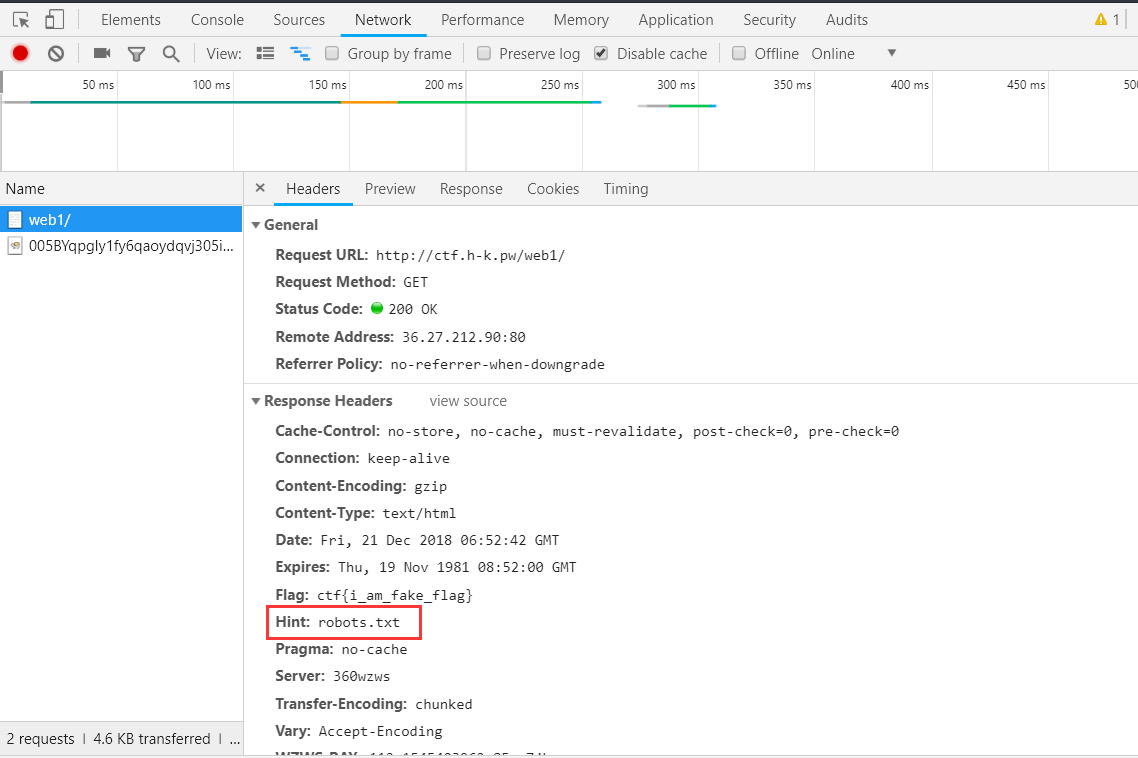 Elements Console Sources Network Performance Memory Application Security Audits 1
View: Group by frame Preserve log Disable cache Offline Online
50 ms 100 ms 150 ms 200 ms 250 ms 300 ms 350 ms 400 ms 450 ms
Name
web1/
005BYqpgly1fy6qaoydqvj305i...
2 requests | 4.6 KB transferred | ...
× Headers Preview Response Cookies Timing
General
Request URL: http://ctf.h-k.pw/web1/
Request Method: GET
Status Code: 200 OK
Remote Address: 36.27.212.90:80
Referrer Policy: no-referrer-when-downgrade
Response Headers view source
Cache-Control: no-store, no-cache, must-revalidate, post-check=0, pre-check=0
Connection: keep-alive
Content-Encoding: gzip
Content-Type: text/html
Date: Fri, 21 Dec 2018 06:52:42 GMT
Expires: Thu, 19 Nov 1981 08:52:00 GMT
Flag: ctf{i_am_fake_flag}
Hint: robots.txt
Pragma: no-cache
Server: 360wzws
Transfer-Encoding: chunked
Vary: Accept-Encoding